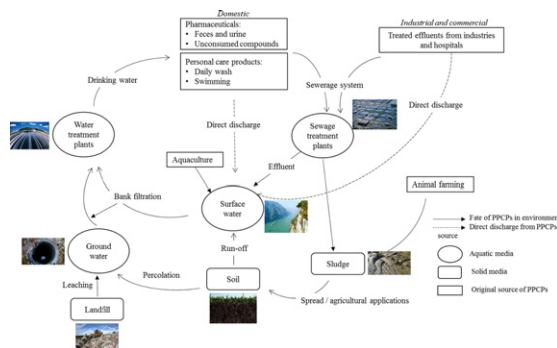 Domestic
Pharmaceuticals:
• Feces and urine
• Unconsumed compounds
Personal care products:
• Daily wash
• Swimming
Industrial and commercial
Treated effluents from industries
and hospitals
Drinking water
Sewerage system
Water
treatment
plants
Direct discharge
Sewage
treatment
plants
Direct discharge
Aquaculture
Effluent
Animal farming
Bank filtration
Surface
water
Fate of PPCPs in environment
Direct discharge from PPCPs
source
Aquatic media
Solid media
Original source of PPCPs
Ground
water
Run-off
Sludge
Percolation
Soil
Leaching
Spread / agricultural applications
Landfill